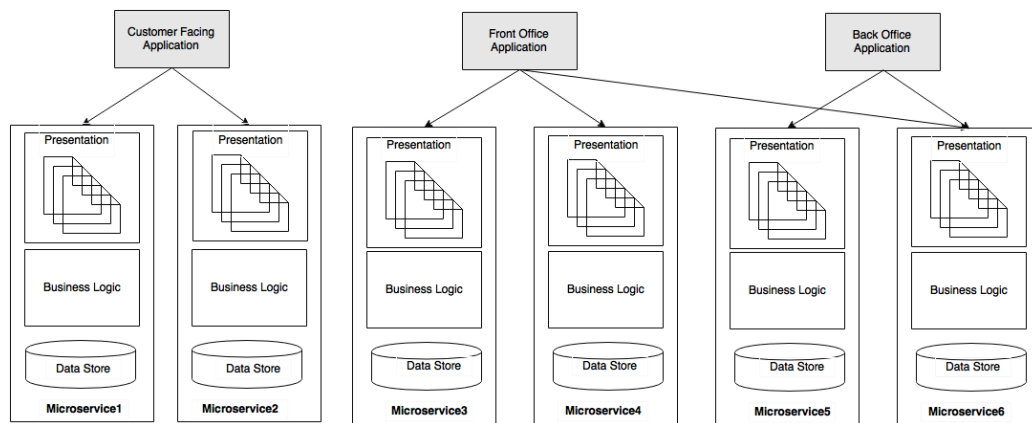 Customer Facing
Application
Front Office
Application
Back Office
Application
Presentation
Presentation
Presentation
Presentation
Presentation
Presentation
Business Logic
Business Logic
Business Logic
Business Logic
Business Logic
Business Logic
Data Store
Data Store
Data Store
Data Store
Data Store
Data Store
Microservice1
Microservice2
Microservice3
Microservice4
Microservice5
Microservice6